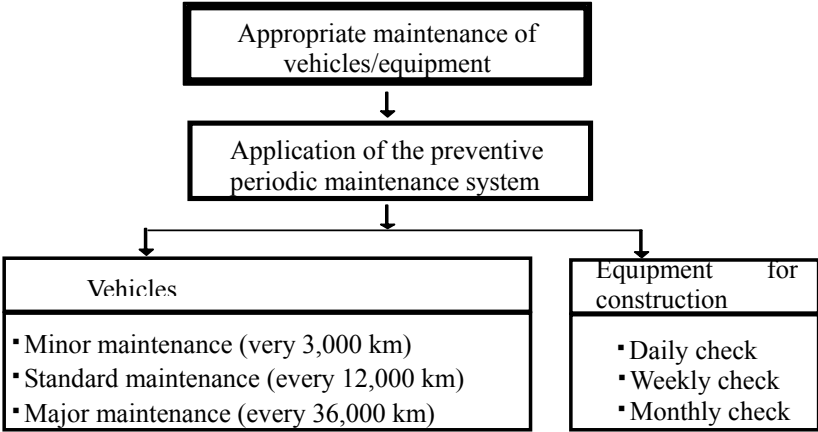 Appropriate maintenance of
vehicles/equipment
Application of the preventive
periodic maintenance system
Vehicles
▪Minor maintenance (very 3,000 km)
▪Standard maintenance (every 12,000 km)
▪Major maintenance (every 36,000 km)
Equipment for
construction
▪Daily check
▪Weekly check
▪Monthly check